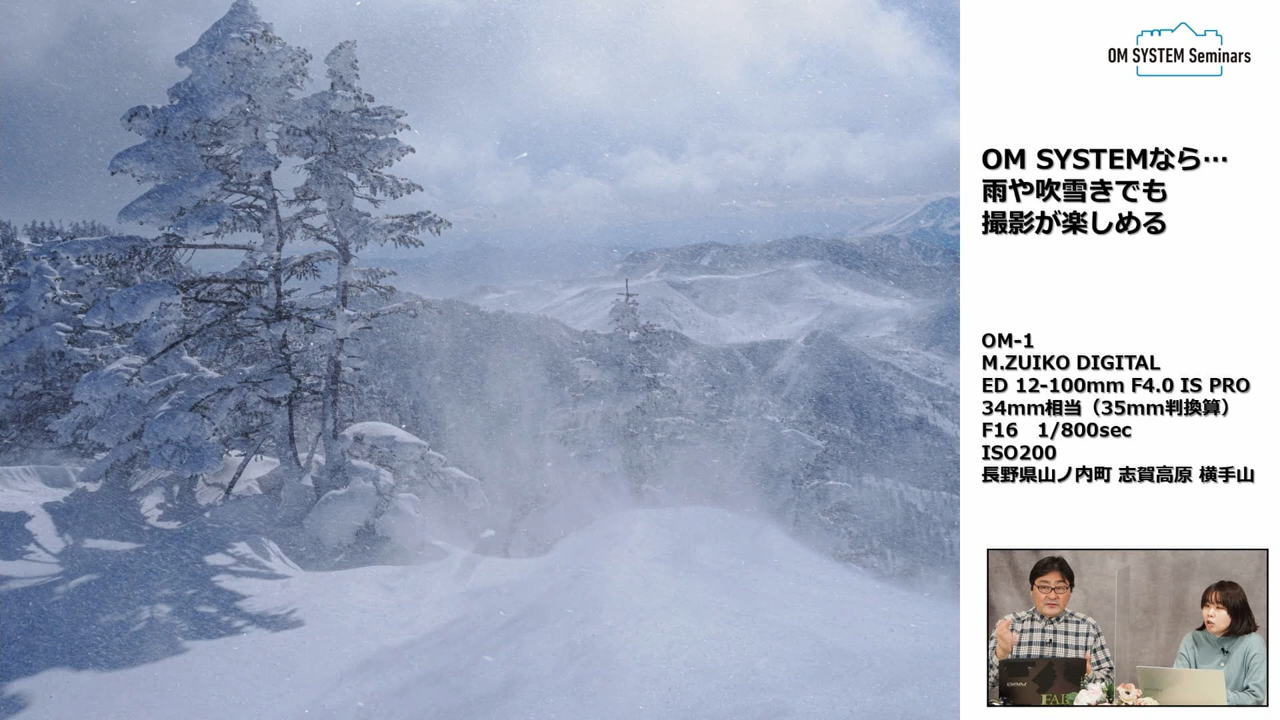 OM SYSTEM Seminars
OM SYSTEMなら…
雨や吹雪きでも
撮影が楽しめる
OM-1
M.ZUIKO DIGITAL
ED 12-100mm F4.0 IS PRO
34mm相当（35mm判換算）
F16　1/800sec
ISO200
長野県山ノ内町 志賀高原 横手山